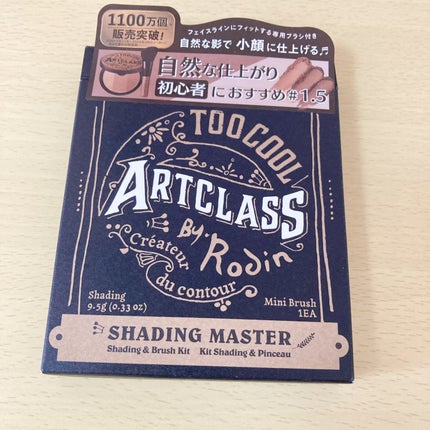 1100万個
販売突破!
フェイスラインにフィットする専用ブラシ付き
自然な影で 小顔に仕上げる♬
自然な仕上がり
初心者におすすめ#1.5
TOO COOL
ARTCLASS
By Rodin
Créateur
du contour
Shading
9.5g (0.33 oz)
Mini Brush
1EA
SHADING MASTER
Shading & Brush Kit Kit Shading & Pinceau